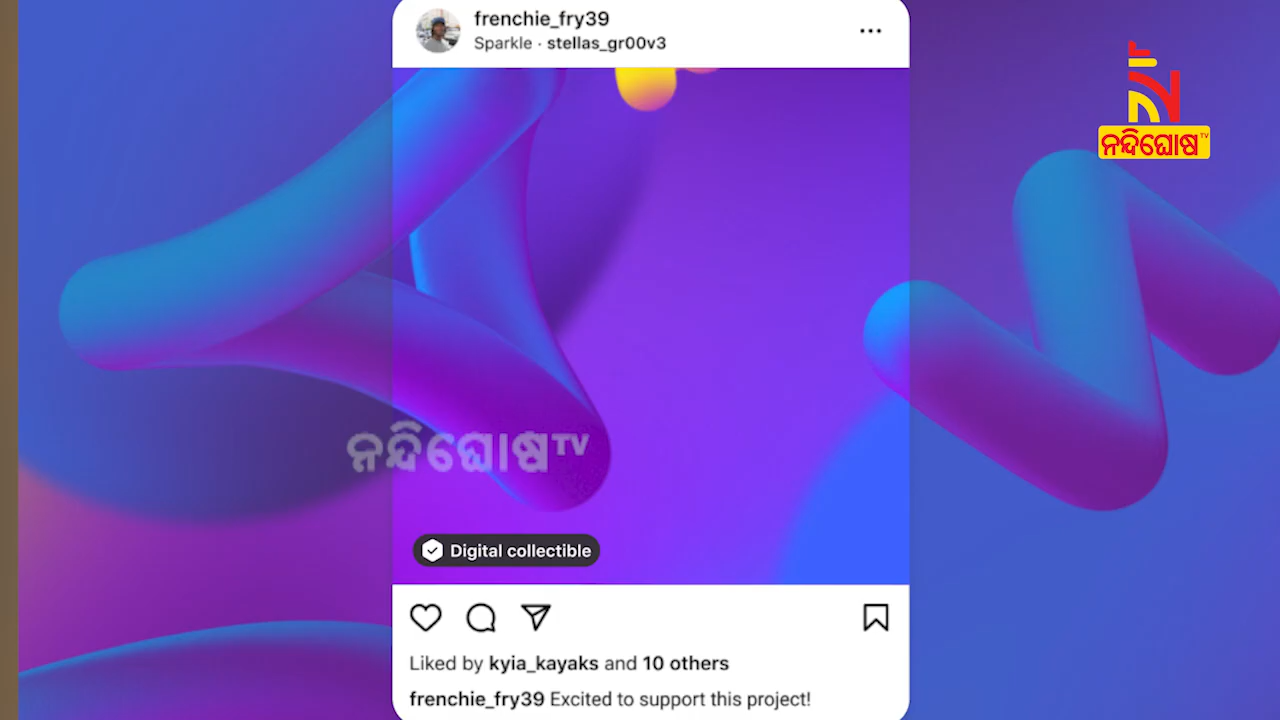 frenchie_fry39
Sparkle · stellas_gr00v3
ନନ୍ଦିଘୋଷ TV
ନନ୍ଦିଘୋଷ TV
Digital collectible
Liked by kyia_kayaks and 10 others
frenchie_fry39 Excited to support this project!